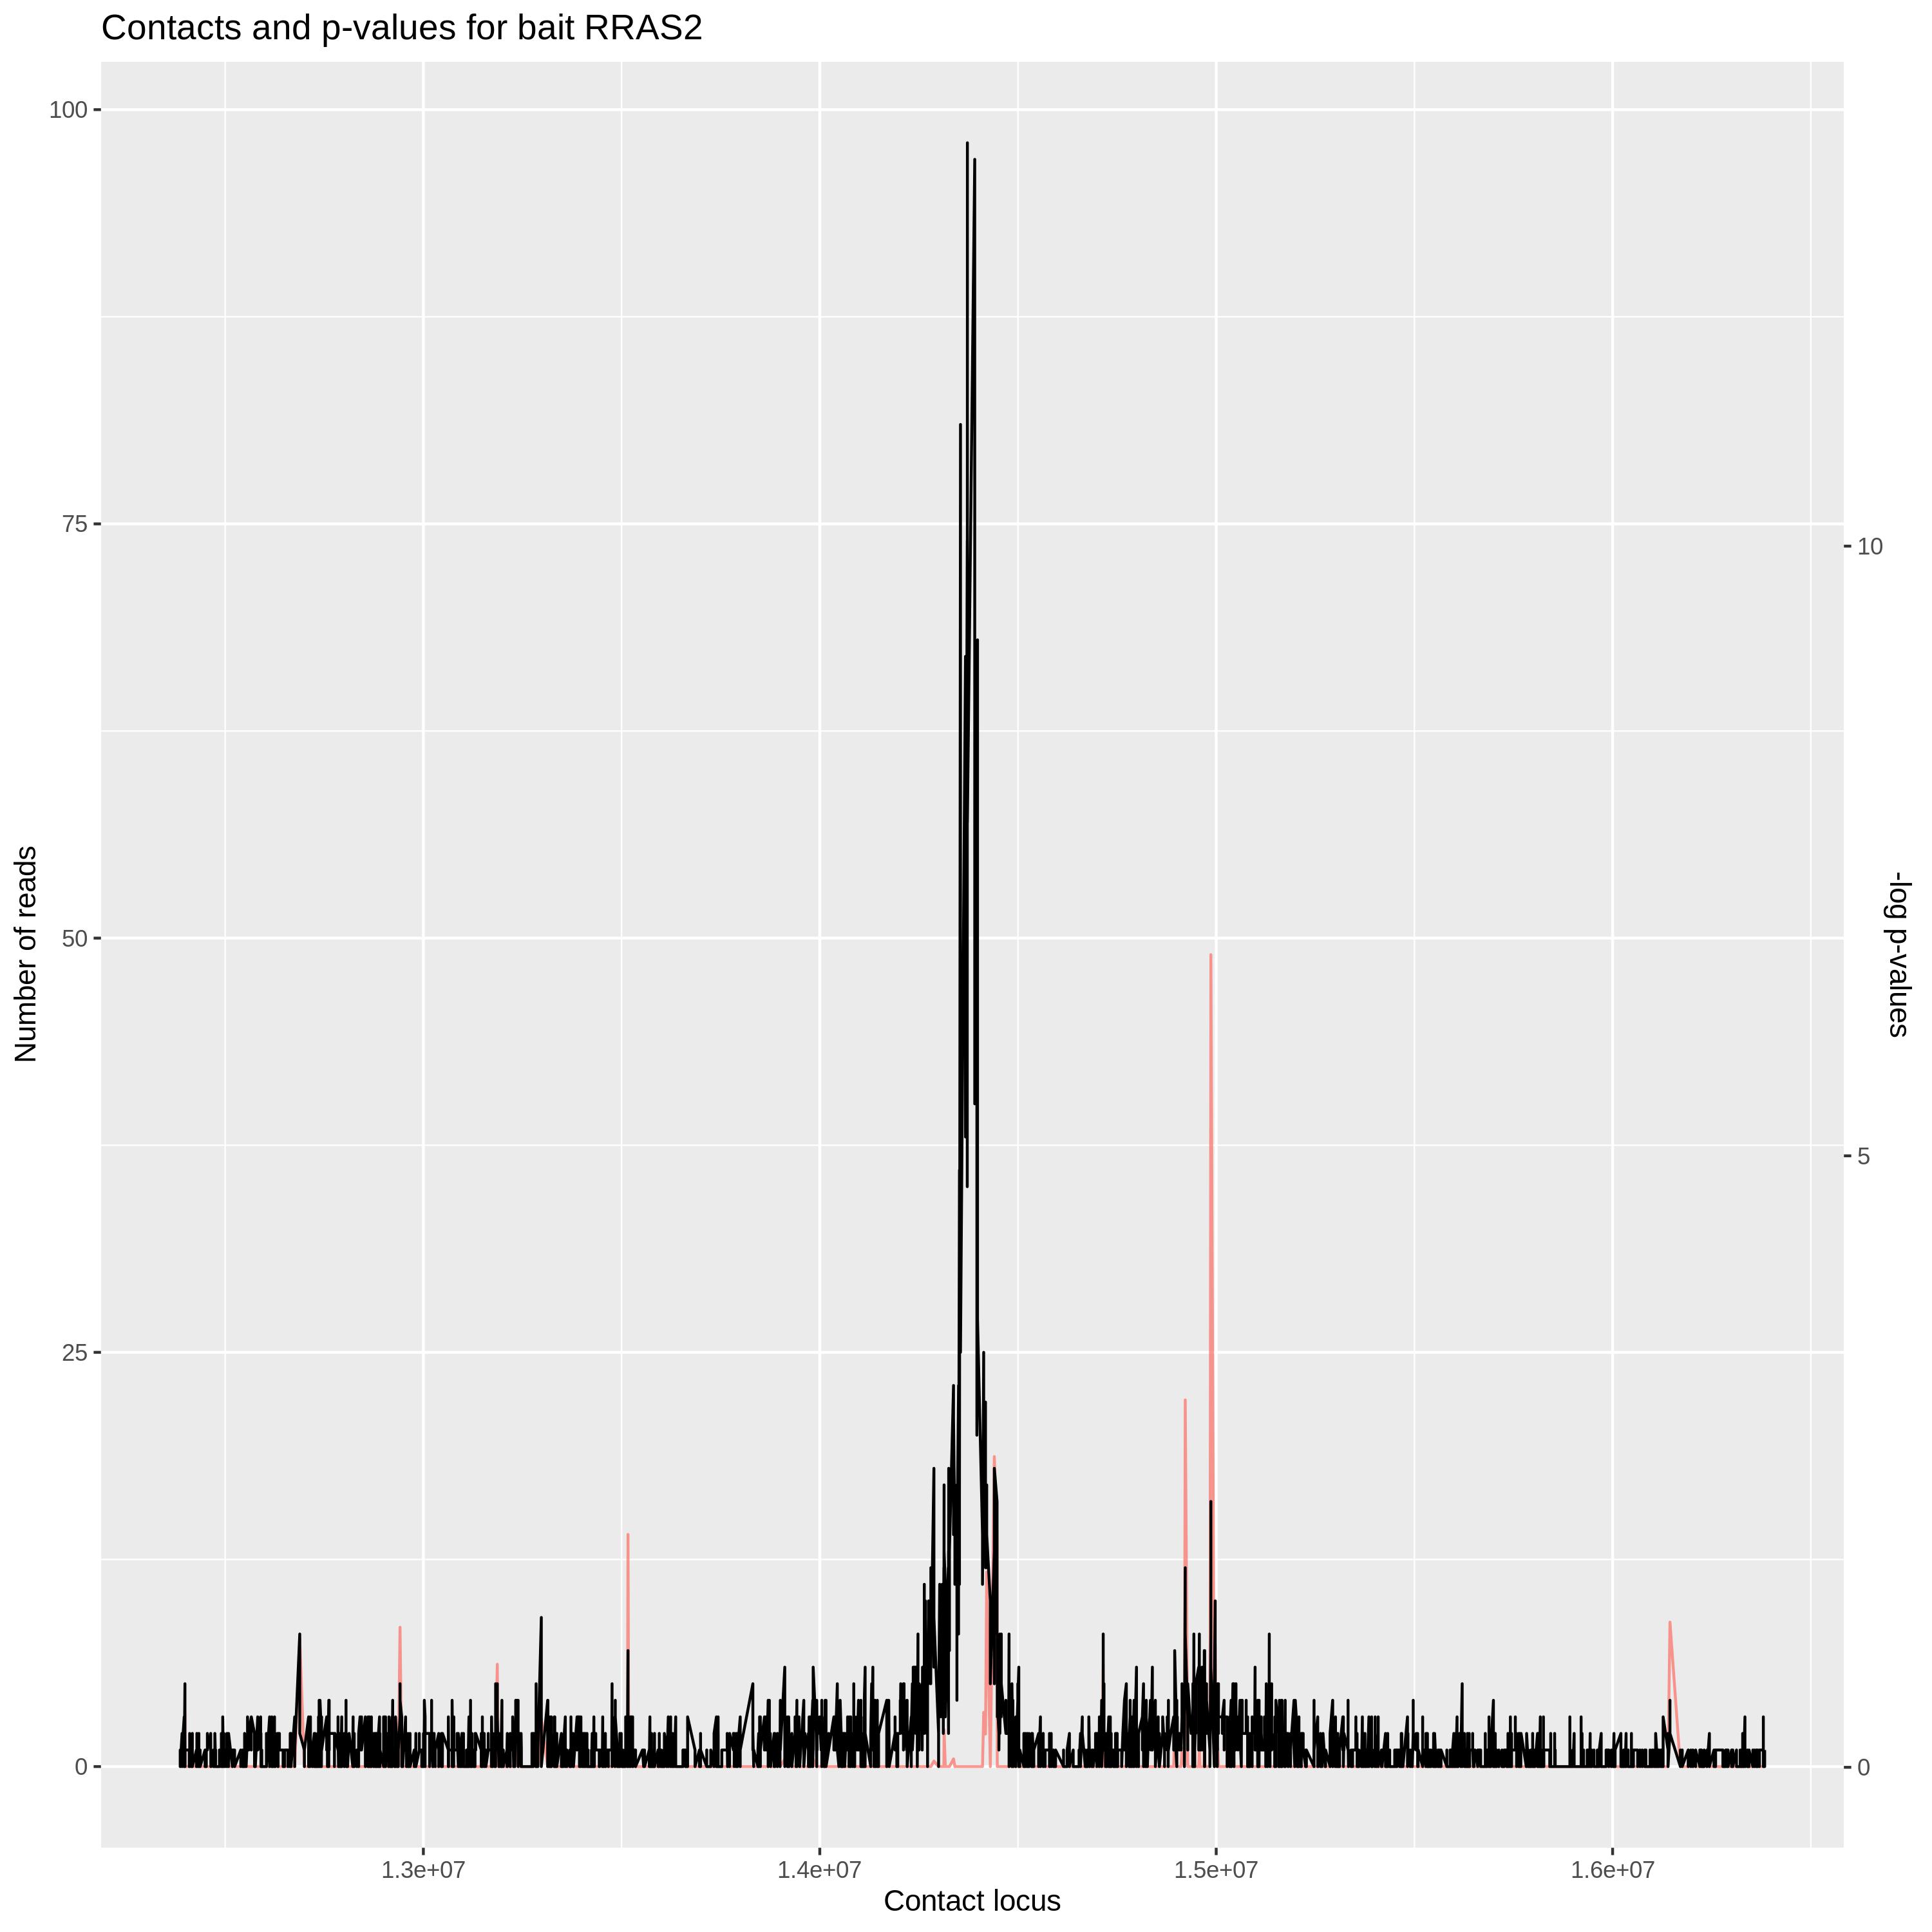 Contacts and p-values for bait RRAS2
100
75
50
25
0
Number of reads
10
5
0
-log p-values
1.3e+07
1.4e+07
1.5e+07
1.6e+07
Contact locus